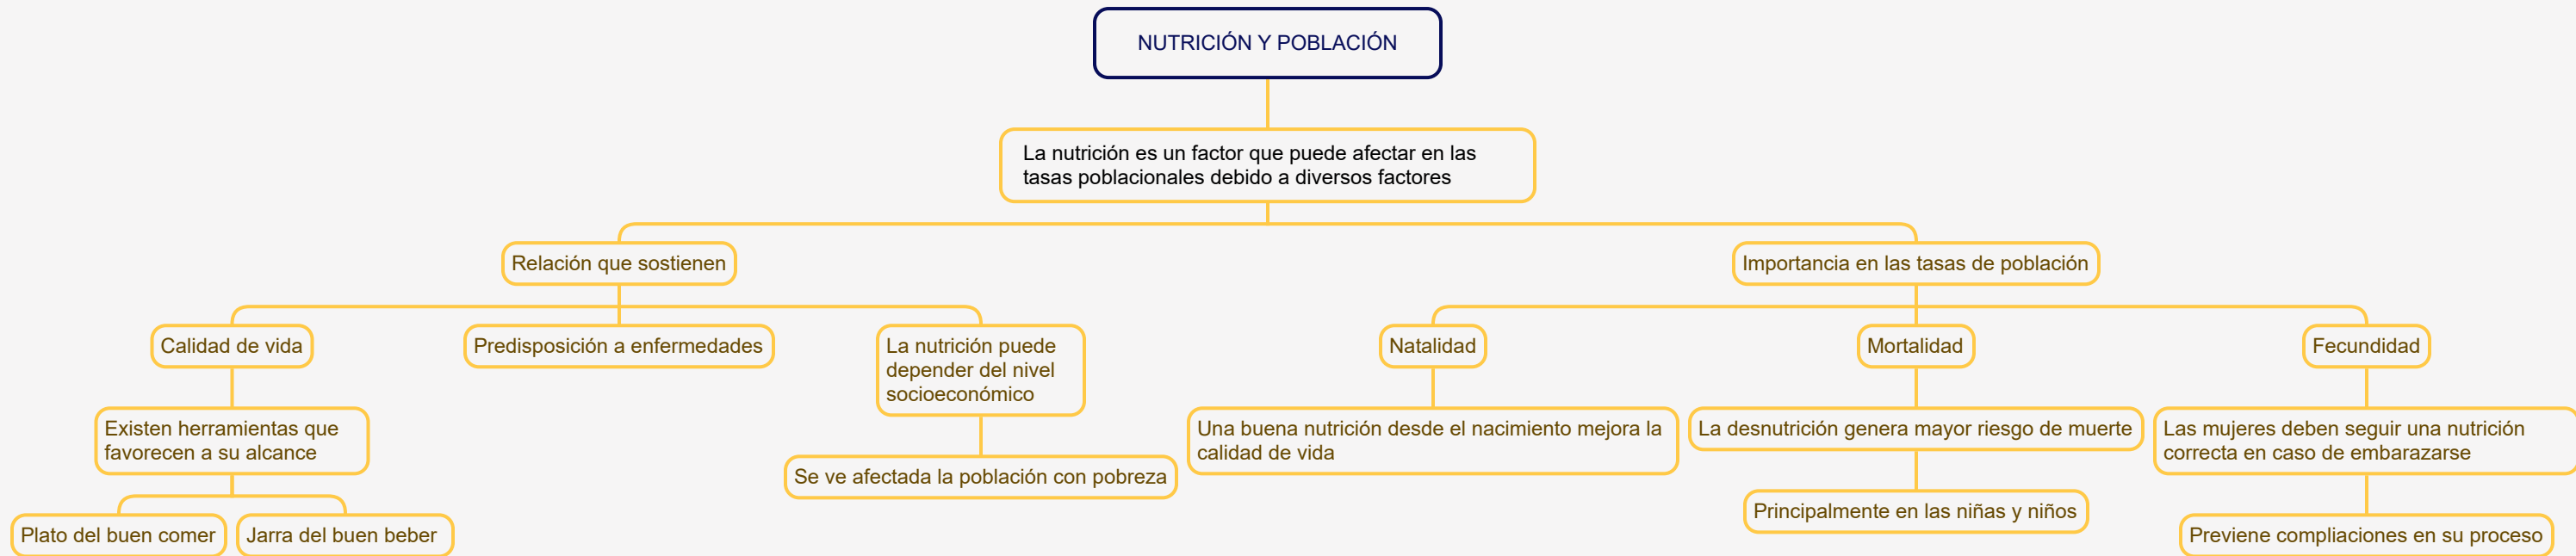 NUTRICIÓN Y POBLACIÓN
La nutrición es un factor que puede afectar en las
tasas poblacionales debido a diversos factores
Relación que sostienen
Importancia en las tasas de población
Calidad de vida
Predisposición a enfermedades
La nutrición puede
depender del nivel
socioeconómico
Natalidad
Mortalidad
Fecundidad
Existen herramientas que
favorecen a su alcance
Se ve afectada la población con pobreza
Una buena nutrición desde el nacimiento mejora la
calidad de vida
La desnutrición genera mayor riesgo de muerte
Las mujeres deben seguir una nutrición
correcta en caso de embarazarse
Plato del buen comer
Jarra del buen beber
Principalmente en las niñas y niños
Previene compliaciones en su proceso